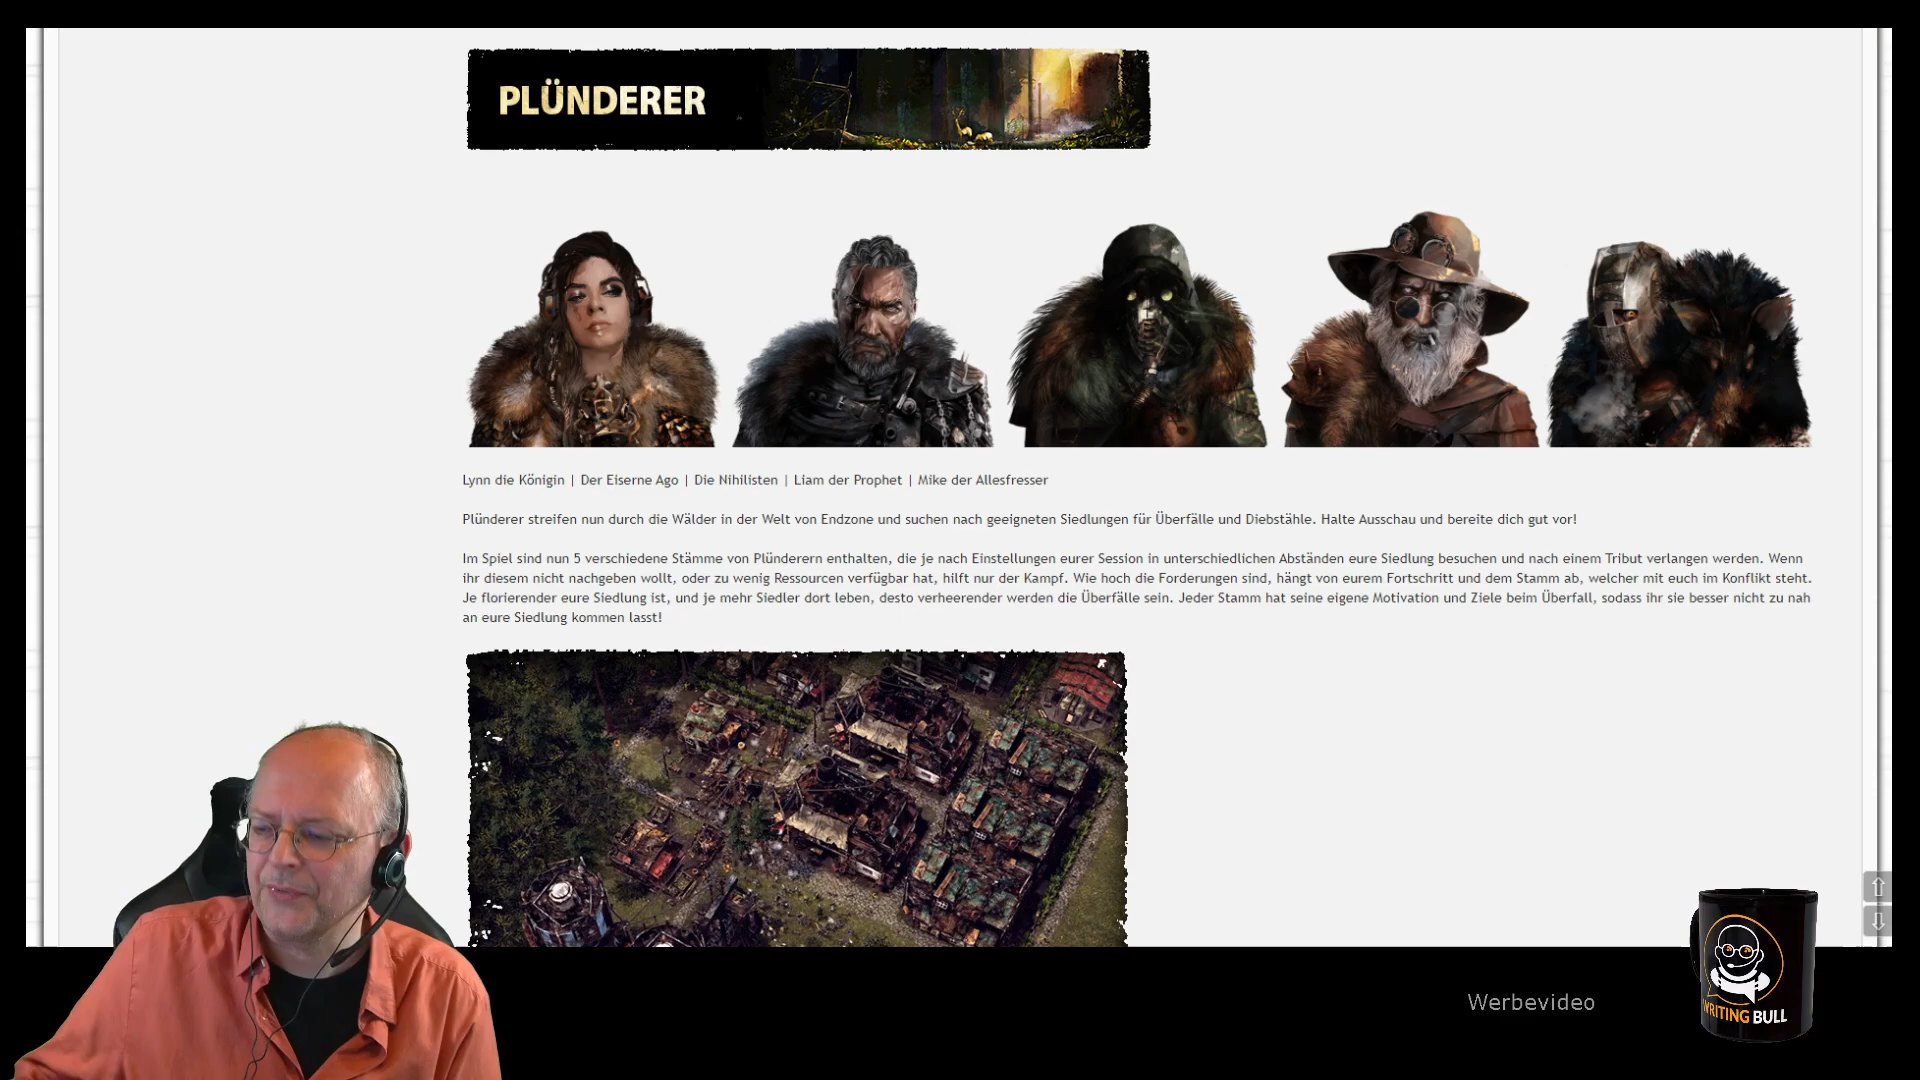 PLÜNDERER
Lynn die Königin | Der Eiserne Ago | Die Nihilisten | Liam der Prophet | Mike der Allesfresser
Plünderer streifen nun durch die Wälder in der Welt von Endzone und suchen nach geeigneten Siedlungen für Überfälle und Diebstähle. Halte Ausschau und bereite dich gut vor!
Im Spiel sind nun 5 verschiedene Stämme von Plünderern enthalten, die je nach Einstellungen eurer Session in unterschiedlichen Abständen eure Siedlung besuchen und nach einem Tribut verlangen werden. Wenn
ihr diesem nicht nachgeben wollt, oder zu wenig Ressourcen verfügbar hat, hilft nur der Kampf. Wie hoch die Forderungen sind, hängt von eurem Fortschritt und dem Stamm ab, welcher mit euch im Konflikt steht.
Je florierender eure Siedlung ist, und je mehr Siedler dort leben, desto verheerender werden die Überfälle sein. Jeder Stamm hat seine eigene Motivation und Ziele beim Überfall, sodass ihr sie besser nicht zu nah
an eure Siedlung kommen lasst!
Werbevideo
WRITING BULL